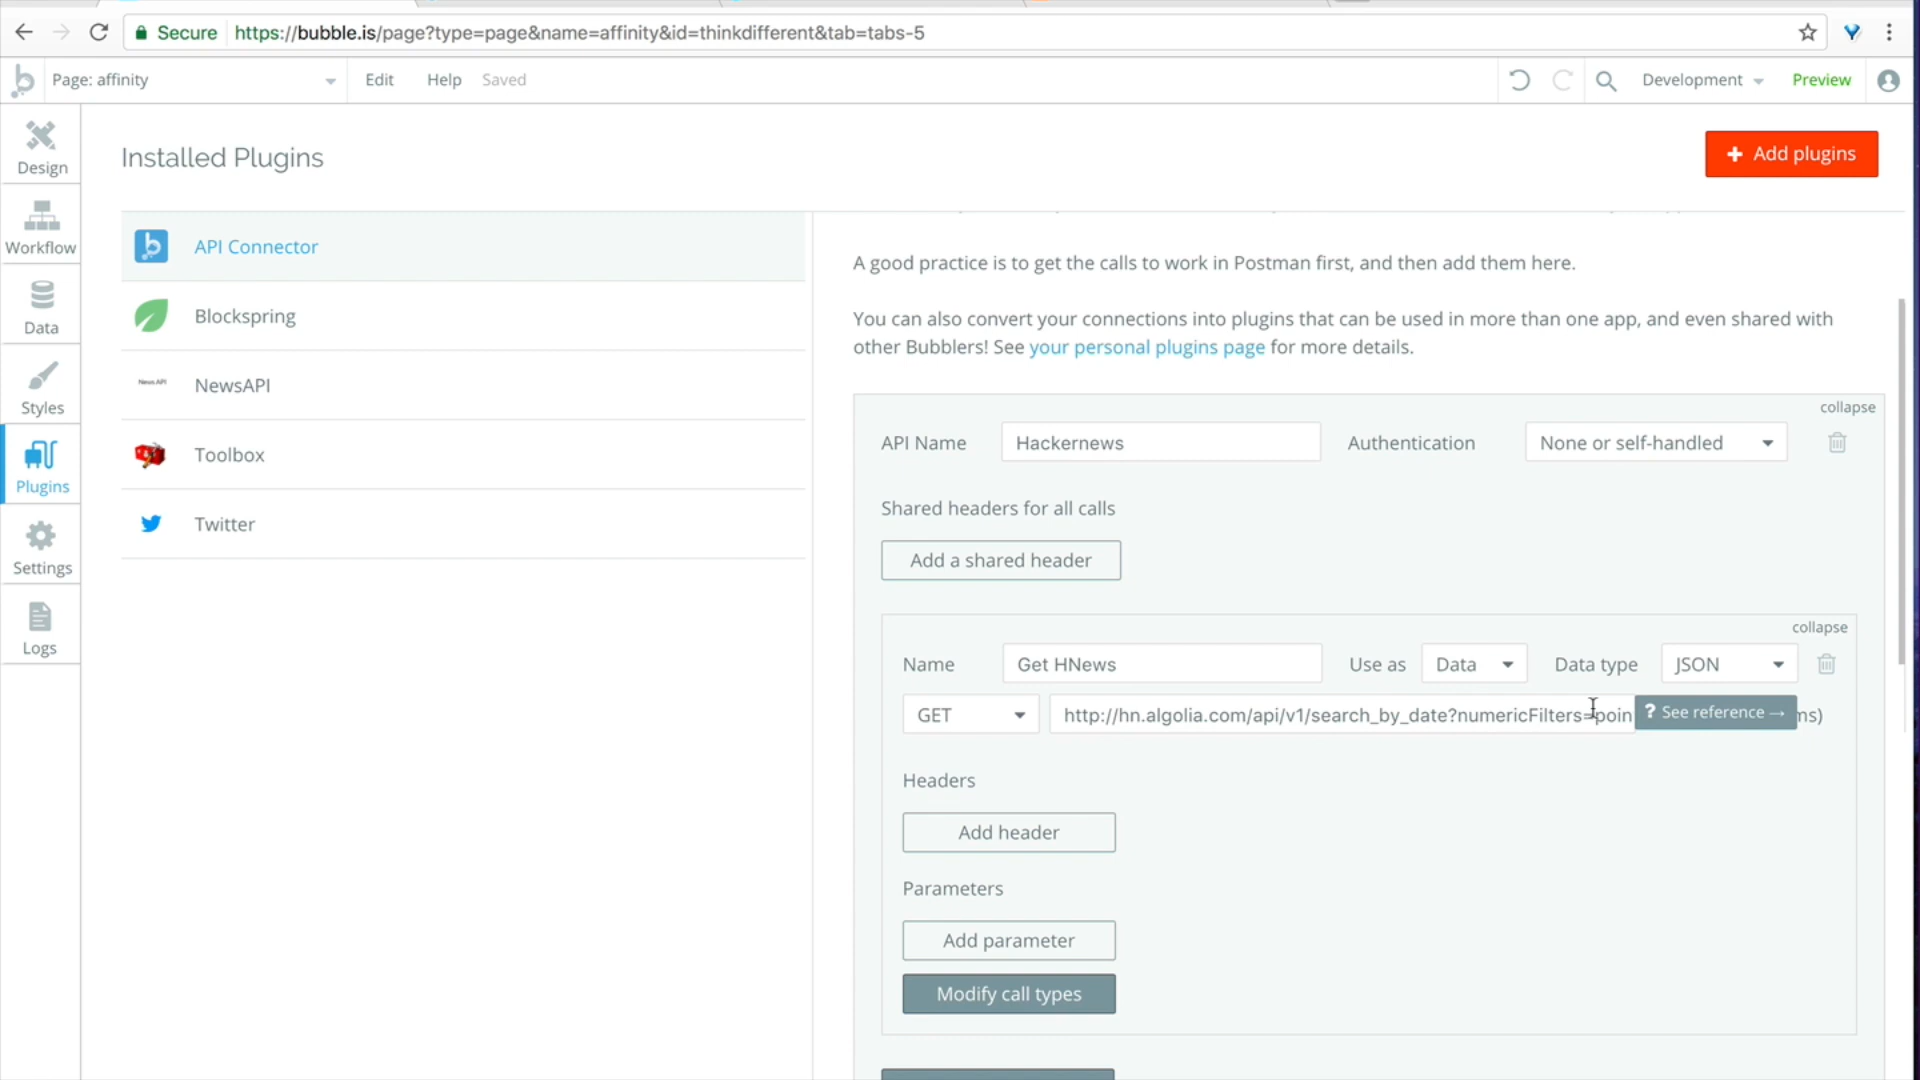 Secure https://bubble.is/page?type=page&name=affinity&id=thinkdifferent&tab=tabs-5
Page: affinity Edit Help Saved Development Preview
Design
Workflow
Data
Styles
Plugins
Settings
Logs
Installed Plugins
+ Add plugins
API Connector
Blockspring
News API NewsAPI
Toolbox
Twitter
A good practice is to get the calls to work in Postman first, and then add them here.
You can also convert your connections into plugins that can be used in more than one app, and even shared with
other Bubblers! See your personal plugins page for more details.
collapse
API Name Hackernews Authentication None or self-handled
Shared headers for all calls
Add a shared header
collapse
Name Get HNews Use as Data Data type JSON
GET http://hn.algolia.com/api/v1/search_by_date?numericFilters=poin ? See reference → ms)
Headers
Add header
Parameters
Add parameter
Modify call types